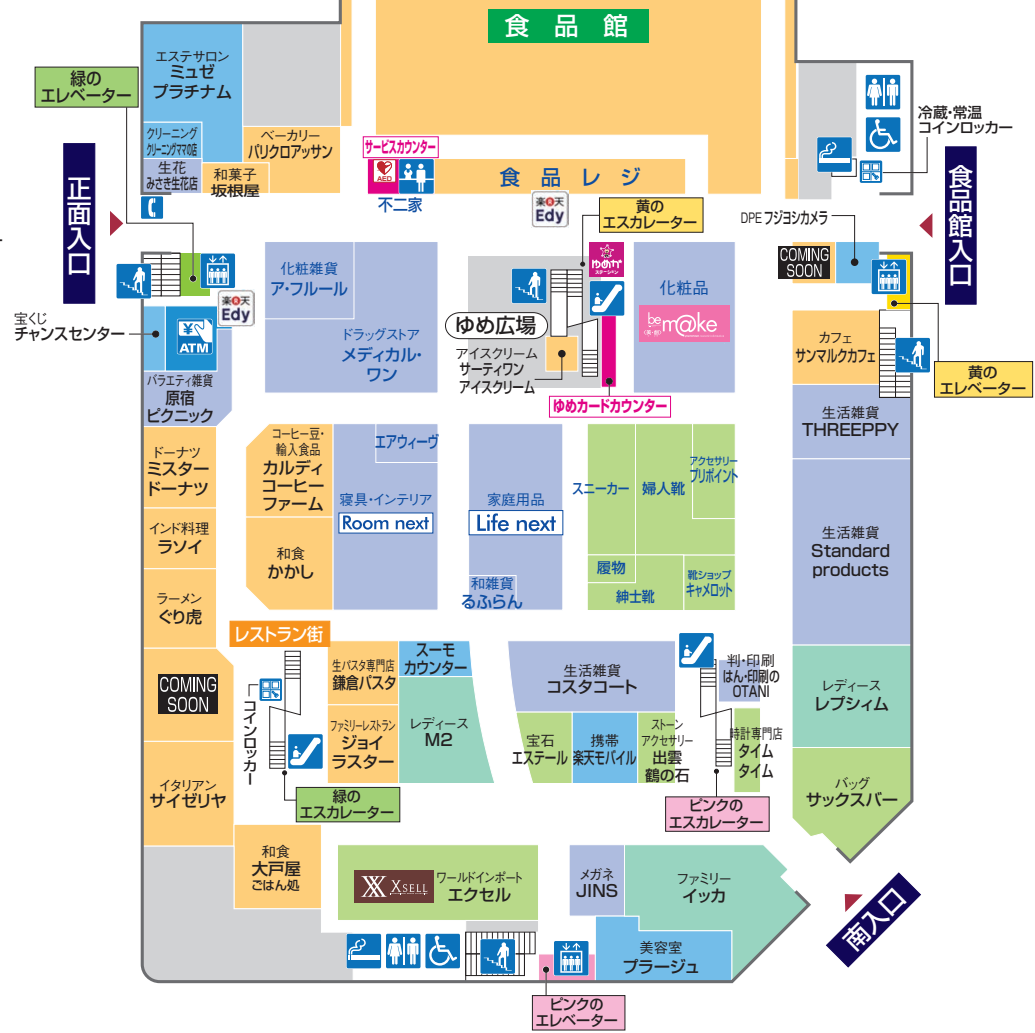 食品館
エステサロン
ミュゼ
プラチナム
緑の
エレベーター
クリーニング
クリーニングママの店
生花
みさき生花店
ベーカリー
パリクロアッサン
和菓子
坂根屋
サービスカウンター
AED
不二家
食品レジ
楽天
Edy
黄の
エスカレーター
冷蔵・常温
コインロッカー
DPE フジヨシカメラ
正面入口
食品館入口
COMING
SOON
化粧雑貨
ア・フルール
ドラッグストア
メディカル・
ワン
ゆめか
ステーション
ゆめ広場
アイスクリーム
サーティワン
アイスクリーム
ゆめカードカウンター
化粧品
be
m@ke
楽天
Edy
宝くじ
チャンスセンター
¥
ATM
バラエティ雑貨
原宿
ピクニック
カフェ
サンマルクカフェ
黄の
エレベーター
生活雑貨
THREEPPY
ドーナツ
ミスター
ドーナツ
コーヒー豆・
輸入食品
カルディ
コーヒー
ファーム
エアウィーヴ
寝具・インテリア
Room next
家庭用品
Life next
スニーカー
婦人靴
アクセサリー
プリポイント
インド料理
ラソイ
和食
かかし
和雑貨
るふらん
履物
紳士靴
靴ショップ
キャメロット
生活雑貨
Standard
products
ラーメン
ぐり虎
レストラン街
COMING
SOON
コインロッカー
生パスタ専門店
鎌倉パスタ
スーモ
カウンター
ファミリーレストラン
ジョイ
ラスター
レディース
M2
生活雑貨
コスタコート
判・印刷
はん・印刷の
OTANI
宝石
エステール
携帯
楽天モバイル
ストーン
アクセサリー
出雲
鶴の石
時計専門店
タイム
タイム
レディース
レプシィム
バッグ
サックスバー
イタリアン
サイゼリヤ
緑の
エスカレーター
ピンクの
エスカレーター
和食
大戸屋
ごはん処
XSELL
ワールドインポート
エクセル
メガネ
JINS
ファミリー
イッカ
美容室
プラージュ
南入口
ピンクの
エレベーター